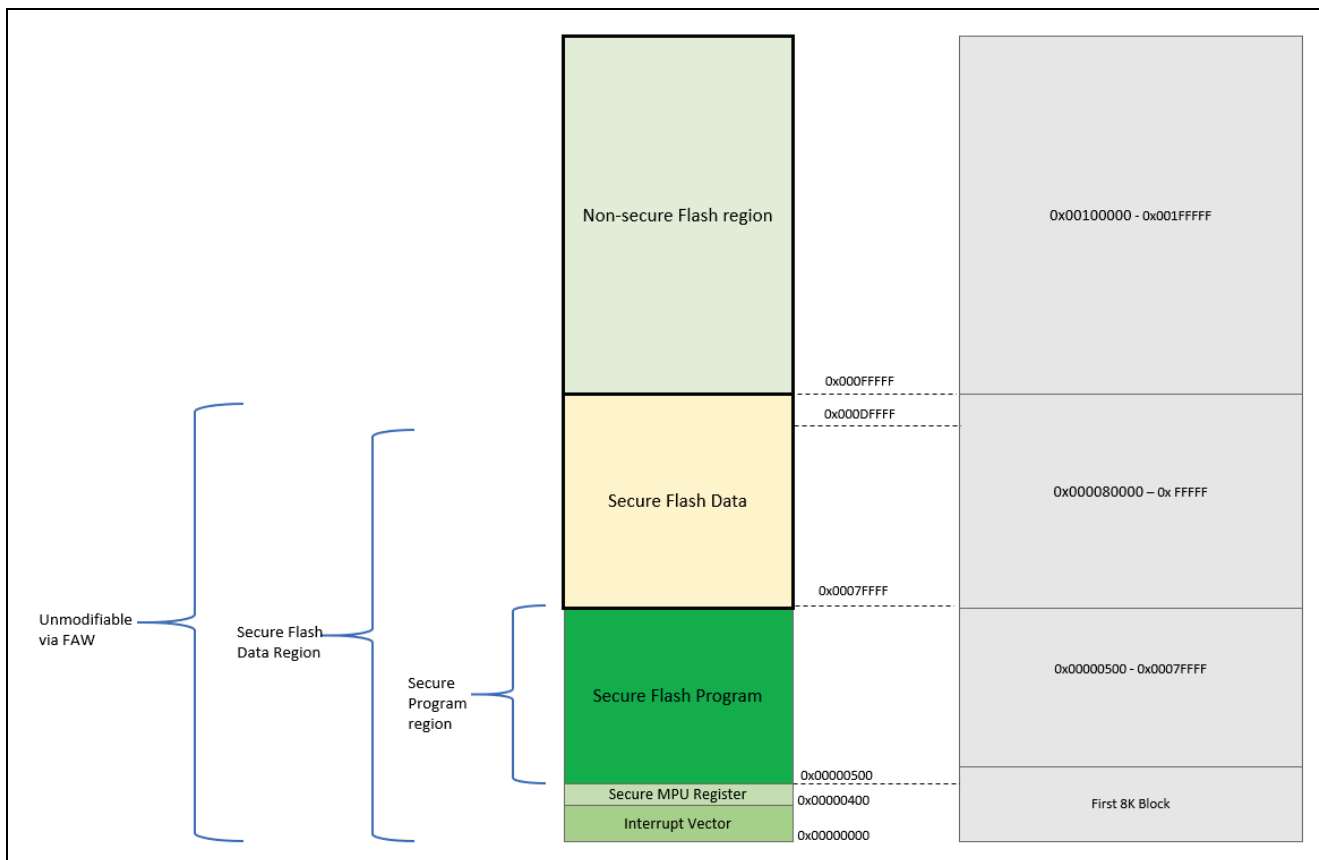 Non-secure Flash region
0x00100000 - 0x001FFFFF
0x000FFFFF
0x000DFFFF
Secure Flash Data
0x000080000 – 0x FFFFF
0x0007FFFF
Unmodifiable
via FAW
Secure Flash
Data Region
Secure
Program
region
Secure Flash Program
0x00000500 - 0x0007FFFF
0x00000500
Secure MPU Register
0x00000400
First 8K Block
Interrupt Vector
0x00000000